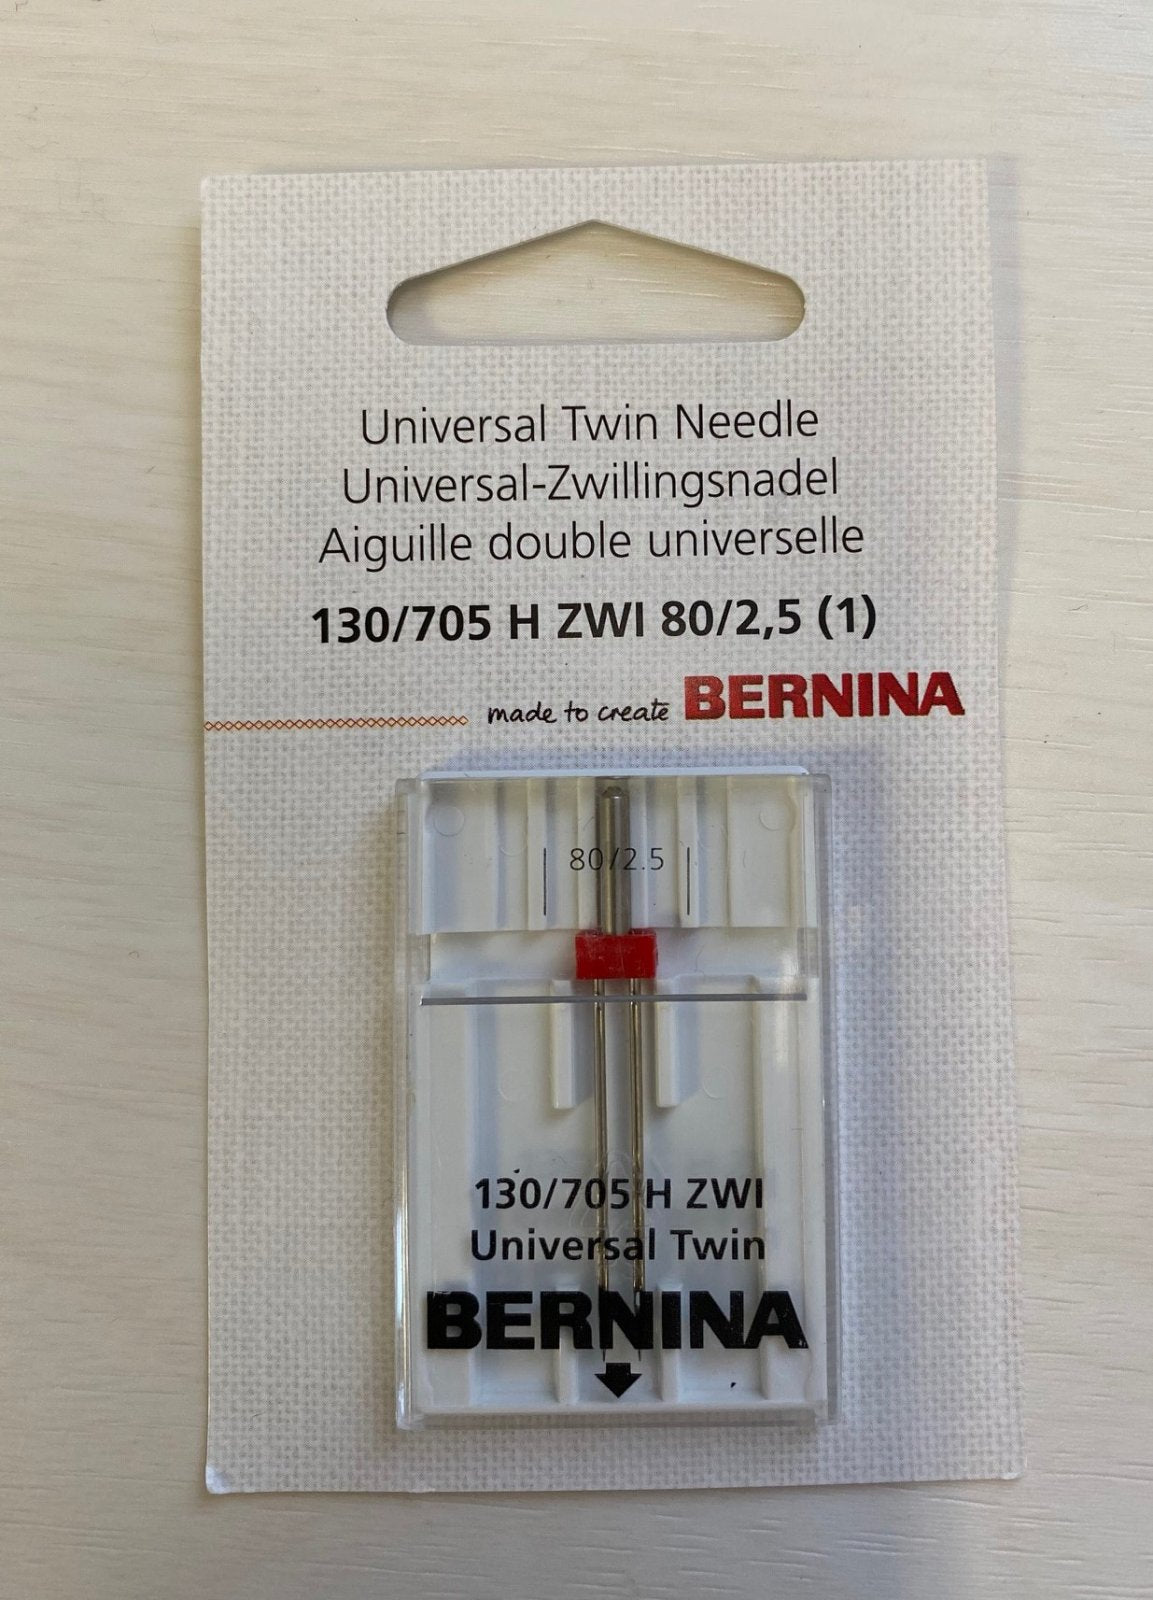 Universal Twin Needle
Universal-Zwillingsnadel
Aiguille double universelle
130/705 H ZWI 80/2,5 (1)
made to create BERNINA
80/2.5
130/705 H ZWI
Universal Twin
BERNINA